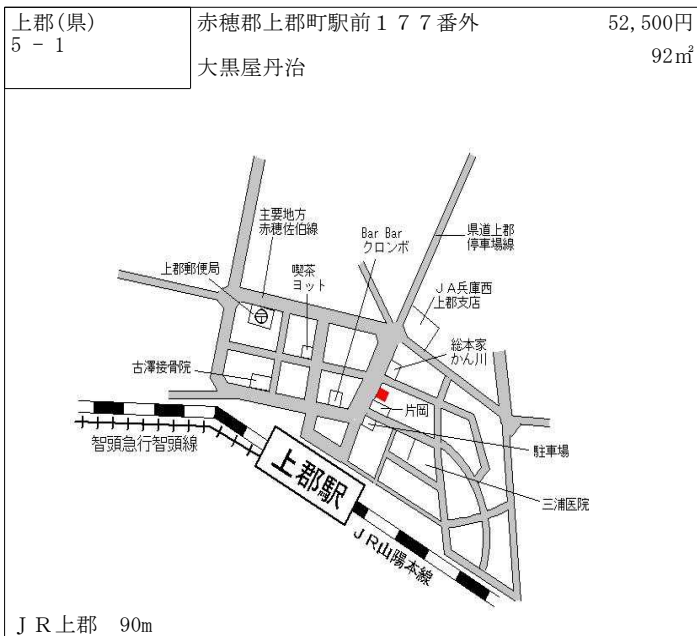 上郡(県)
5 - 1
赤穂郡上郡町駅前１７７番外
52,500円
大黒屋丹治
92㎡
主要地方
赤穂佐伯線
Bar Bar
クロンボ
県道上郡
停車場線
上郡郵便局
喫茶
ヨット
ＪＡ兵庫西
上郡支店
総本家
かん川
古澤接骨院
片岡
駐車場
智頭急行智頭線
上郡駅
三浦医院
ＪＲ山陽本線
ＪＲ上郡　90m